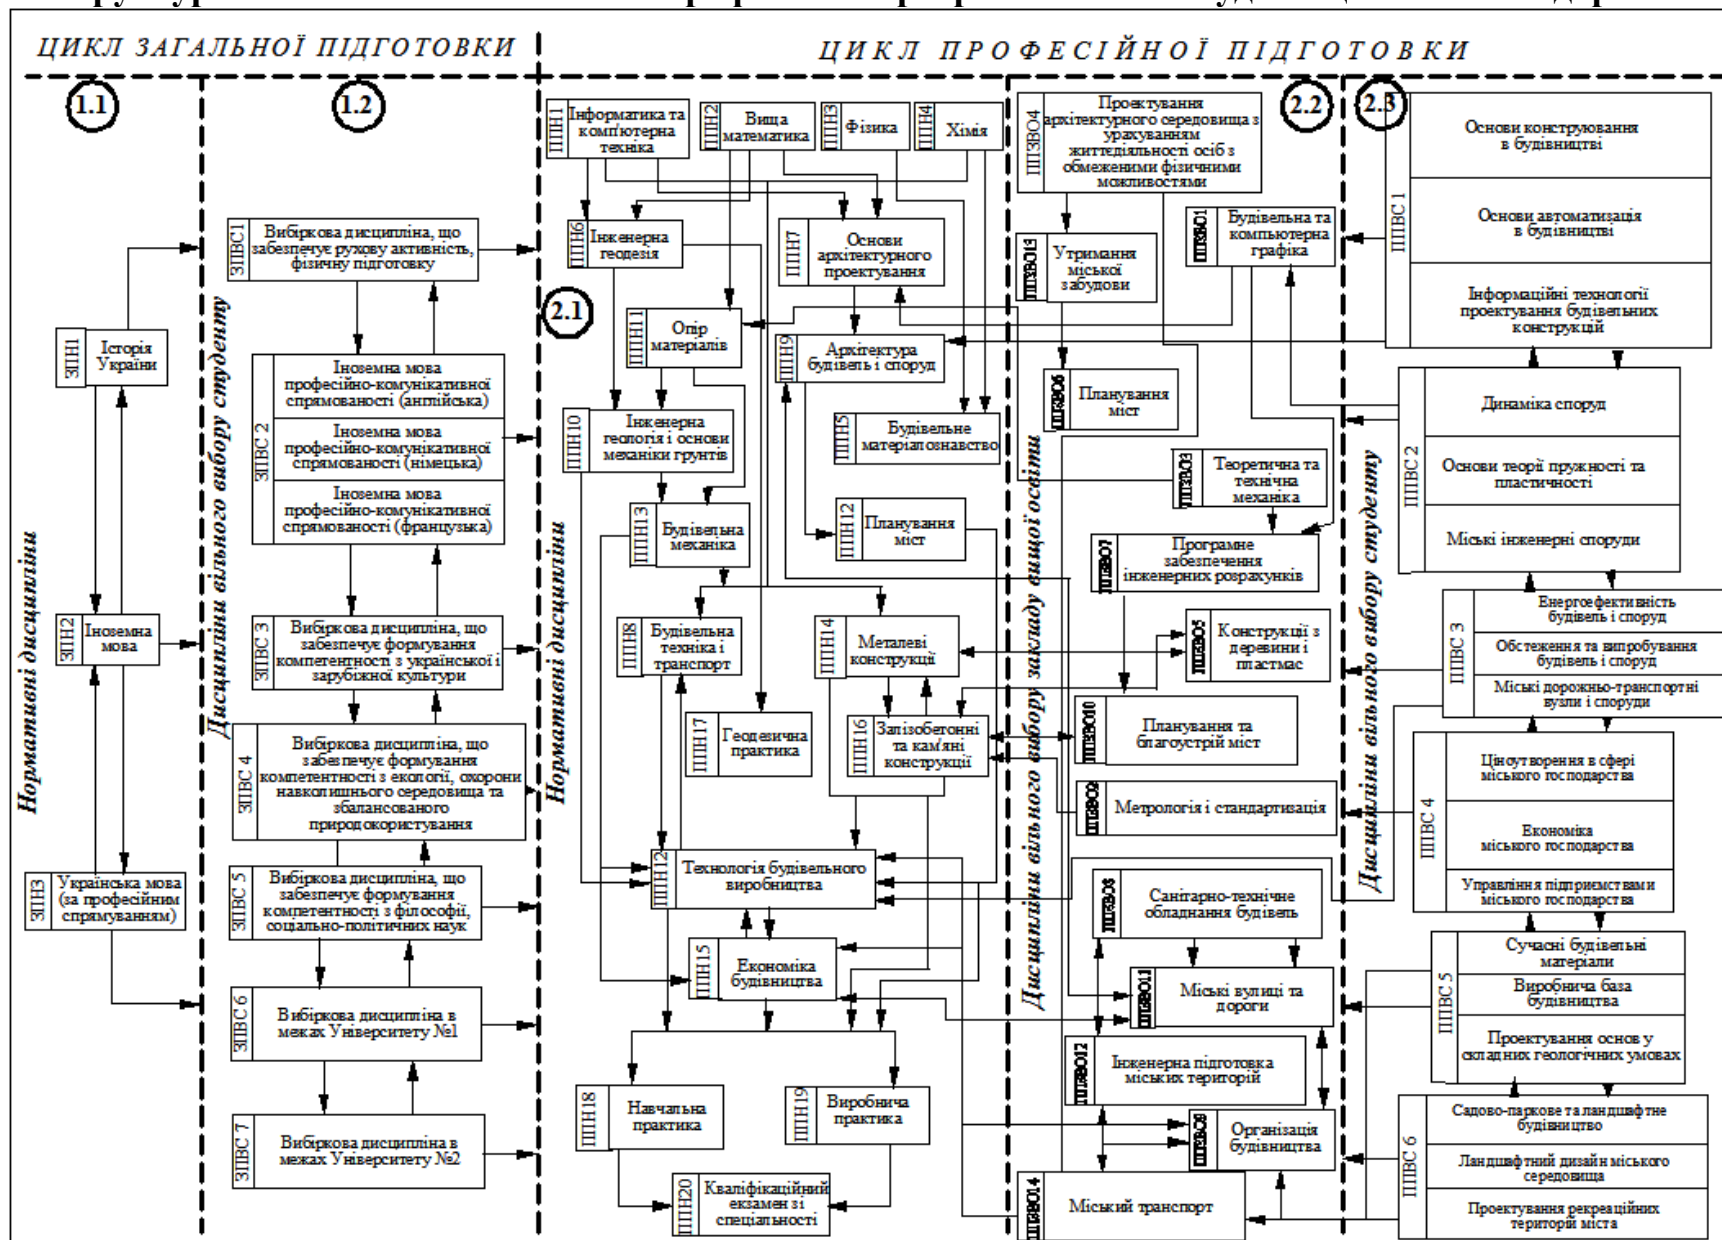 ЦИКЛ ЗАГАЛЬНОЇ ПІДГОТОВКИ
ЦИКЛ ПРОФЕСІЙНОЇ ПІДГОТОВКИ
1.1
1.2
2.1
2.2
2.3
Нормативні дисципліни
ЗПН1
Історія
України
ЗПН2
Іноземна
мова
ЗПН3
Українська мова
(за професійним
спрямуванням)
Дисципліни вільного вибору студенту
ЗПВС1
Вибіркова дисципліна, що
забезпечує рухову активність,
фізичну підготовку
ЗПВС 2
Іноземна мова
професійно-комунікативної
спрямованості (англійська)
Іноземна мова
професійно-комунікативної
спрямованості (німецька)
Іноземна мова
професійно-комунікативної
спрямованості (французька)
ЗПВС 3
Вибіркова дисципліна, що
забезпечує формування
компетентності з української і
зарубіжної культури
ЗПВС 4
Вибіркова дисципліна, що
забезпечує формування
компетентності з екології, охорони
навколишнього середовища та
збалансованого
природокористування
ЗПВС 5
Вибіркова дисципліна, що
забезпечує формування
компетентності з філософії,
соціально-політичних наук
ЗПВС 6
Вибіркова дисципліна в
межах Університету №1
ЗПВС 7
Вибіркова дисципліна в
межах Університету №2
Нормативні дисципліни
ППН1
Інформатика та
комп'ютерна
техніка
ППН2
Вища
математика
ППН3
Фізика
ППН4
Хімія
ППН6
Інженерна
геодезія
ППН7
Основи
архітектурного
проектування
ППН11
Опір
матеріалів
ППН9
Архітектура
будівель і споруд
ППН10
Інженерна
геологія і основи
механіки грунтів
ППН5
Будівельне
матеріалознавство
ППН13
Будівельна
механіка
ППН12
Планування
міст
ППН8
Будівельна
техніка і
транспорт
ППН14
Металеві
конструкції
ППН17
Геодезична
практика
ППН16
Залізобетонні
та кам'яні
конструкції
ППН12
Технологія будівельного
виробництва
ППН15
Економіка
будівництва
ППН18
Навчальна
практика
ППН19
Виробнича
практика
ППН20
Кваліфікаційний
екзамен зі
спеціальності
Дисципліни вільного вибору закладу вищої освіти
ППЗВО4
Проектування
архітектурного середовища з
урахуванням
життєдіяльності осіб з
обмеженими фізичними
можливостями
ППЗВО13
Утримання
міської
забудови
ППЗВО1
Будівельна та
компьютерна
графіка
ППЗВО6
Планування
міст
ППЗВО3
Теоретична та
технічна
механіка
ППЗВО7
Програмне
забезпечення
інженерних розрахунків
ППЗВО5
Конструкції з
деревини і
пластмас
ППЗВО10
Планування та
благоустрій міст
ППЗВО2
Метрологія і стандартизація
ППЗВО8
Санітарно-технічне
обладнання будівель
ППЗВО11
Міські вулиці та
дороги
ППЗВО12
Інженерна підготовка
міських територій
ППЗВО9
Організація
будівництва
ППЗВО14
Міський транспорт
Дисципліни вільного вибору студенту
ППВС 1
Основи конструювання
в будівництві
Основи автоматизація
в будівництві
Інформаційні технології
проектування будівельних
конструкцій
ППВС 2
Динаміка споруд
Основи теорії пружності та
пластичності
Міські інженерні споруди
ППВС 3
Енергоефективність
будівель і споруд
Обстеження та випробування
будівель і споруд
Міські дорожньо-транспортні
вузли і споруди
ППВС 4
Ціноутворення в сфері
міського господарства
Економіка
міського господарства
Управління підприємствами
міського господарства
ППВС 5
Сучасні будівельні
матеріали
Виробнича база
будівництва
Проектування основ у
складних геологічних умовах
ППВС 6
Садово-паркове та ландшафтне
будівництво
Ландшафтний дизайн міського
середовища
Проектування рекреаційних
територій міста